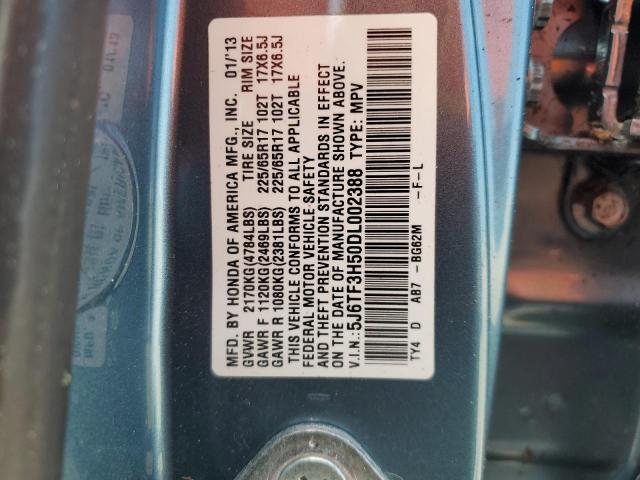 MFD. BY HONDA OF AMERICA MFG., INC. 01/'13
GVWR 2170KG(4784LBS) TIRE SIZE RIM SIZE
GAWR F 1120KG(2469LBS) 225/65R17 102T 17X6.5J
GAWR R 1080KG(2381LBS) 225/65R17 102T 17X6.5J
THIS VEHICLE CONFORMS TO ALL APPLICABLE
FEDERAL MOTOR VEHICLE SAFETY
AND THEFT PREVENTION STANDARDS IN EFFECT
ON THE DATE OF MANUFACTURE SHOWN ABOVE.
V.I.N.: 5J6TF3H50DL002388 TYPE: MPV
TY4 D AB7 -BG62M -F-L